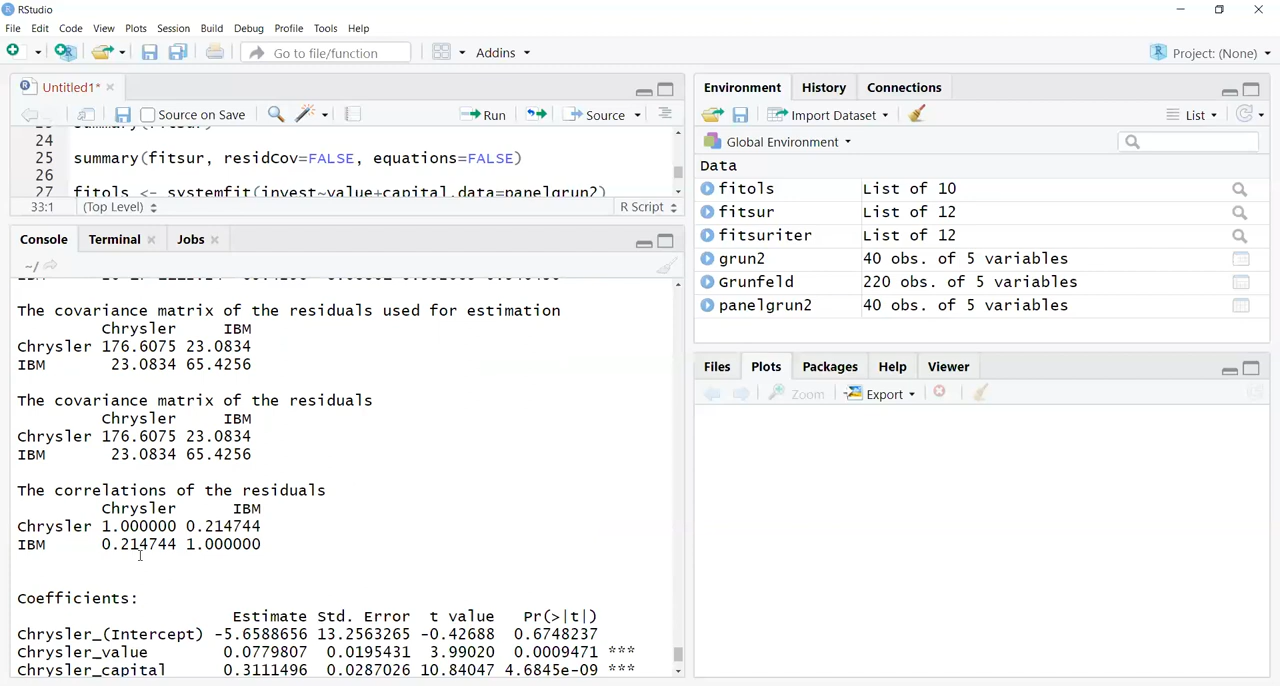 RStudio
File Edit Code View Plots Session Build Debug Profile Tools Help
Go to file/function Addins Project: (None)
Untitled1*
Source on Save Run Source
24
25 summary(fitsur, residCov=FALSE, equations=FALSE)
26
27 fitols <- systemfit(invest~value+capital,data=panelgrun2)
33:1 (Top Level) R Script
Console Terminal Jobs
~/
The covariance matrix of the residuals used for estimation
Chrysler IBM
Chrysler 176.6075 23.0834
IBM 23.0834 65.4256
The covariance matrix of the residuals
Chrysler IBM
Chrysler 176.6075 23.0834
IBM 23.0834 65.4256
The correlations of the residuals
Chrysler IBM
Chrysler 1.000000 0.214744
IBM 0.214744 1.000000
Coefficients:
Estimate Std. Error t value Pr(>|t|)
Chrysler_(Intercept) -5.6588656 13.2563265 -0.42688 0.6748237
Chrysler_value 0.0779807 0.0195431 3.99020 0.0009471 ***
Chrysler_capital 0.3111496 0.0287026 10.84047 4.6845e-09 ***
Environment History Connections
Import Dataset List
Global Environment
Data
fitols List of 10
fitsur List of 12
fitsuriter List of 12
grun2 40 obs. of 5 variables
Grunfeld 220 obs. of 5 variables
panelgrun2 40 obs. of 5 variables
Files Plots Packages Help Viewer
Zoom Export